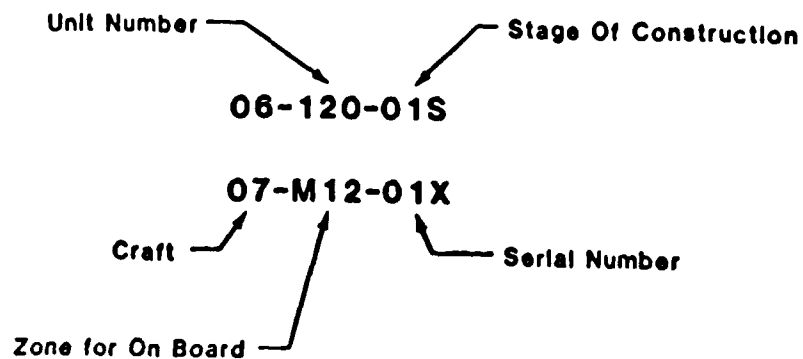 Unit Number
Stage Of Construction
06-120-01S
07-M12-01X
Craft
Serial Number
Zone for On Board